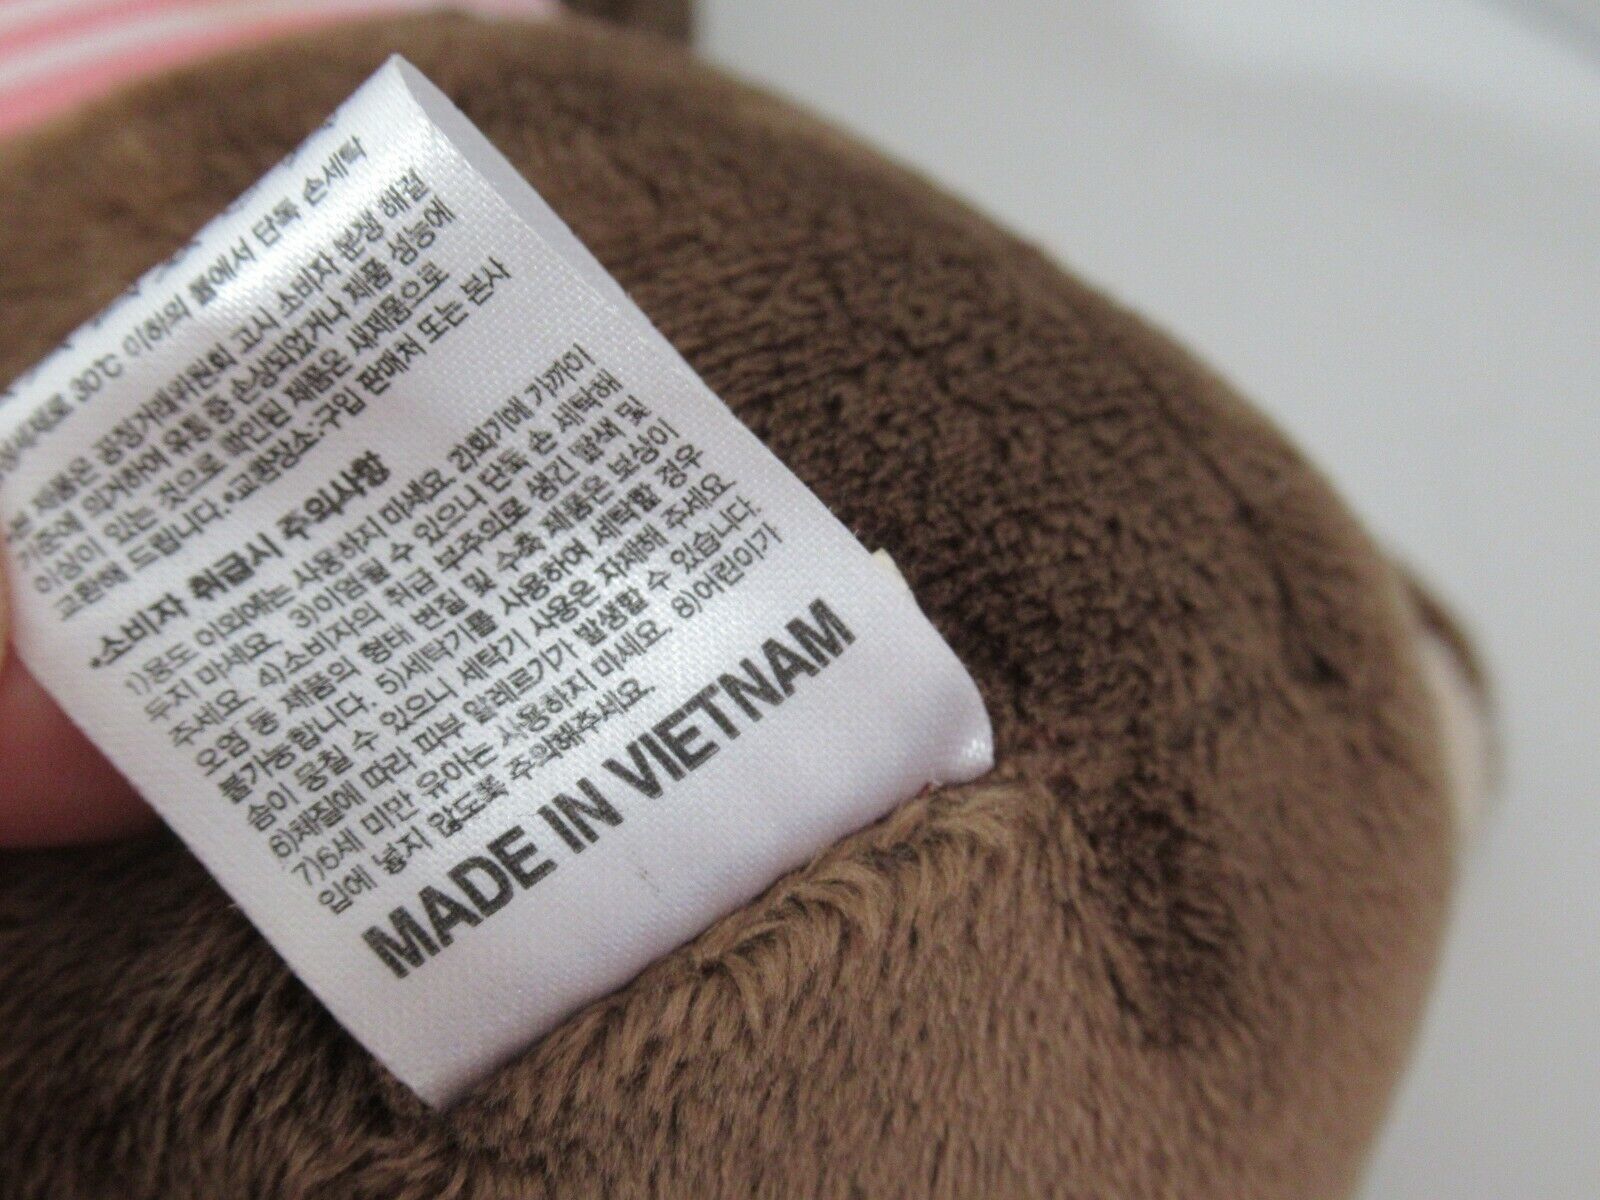 30℃ 이하의 물에서 단독 손세탁
본 제품은 공정거래위원회 고시 소비자 분쟁 해결
기준에 의거하여 유통 중 손상되었거나 제품 성능에
이상이 있는 것으로 확인된 제품은 새제품으로
교환해 드립니다.•교환장소:구입 판매처 또는 본사
•소비자 취급시 주의사항
1)용도 이외에는 사용하지 마세요. 2)화기에 가까이
두지 마세요. 3)이염될 수 있으니 단독 손 세탁해
주세요. 4)소비자의 취급 부주의로 생긴 탈색 및
오염 등 제품의 형태 변질 및 수축 제품은 보상이
불가능합니다. 5)세탁기를 사용하여 세탁할 경우
솜이 뭉칠 수 있으니 세탁기 사용은 자제해 주세요.
6)체질에 따라 피부 알레르기가 발생할 수 있습니다.
7)6세 미만 유아는 사용하지 마세요. 8)어린이가
입에 넣지 않도록 주의해주세요.
MADE IN VIETNAM